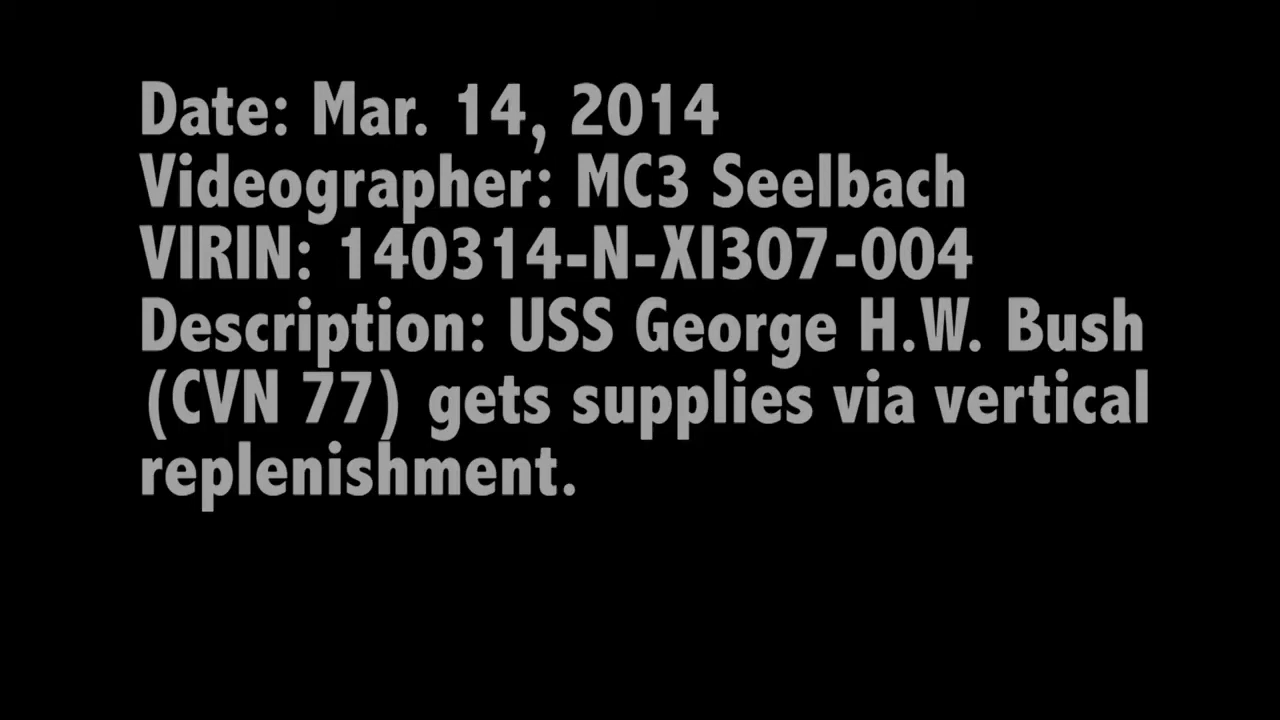 Date: Mar. 14, 2014
Videographer: MC3 Seelbach
VIRIN: 140314-N-XI307-004
Description: USS George H.W. Bush
(CVN 77) gets supplies via vertical
replenishment.